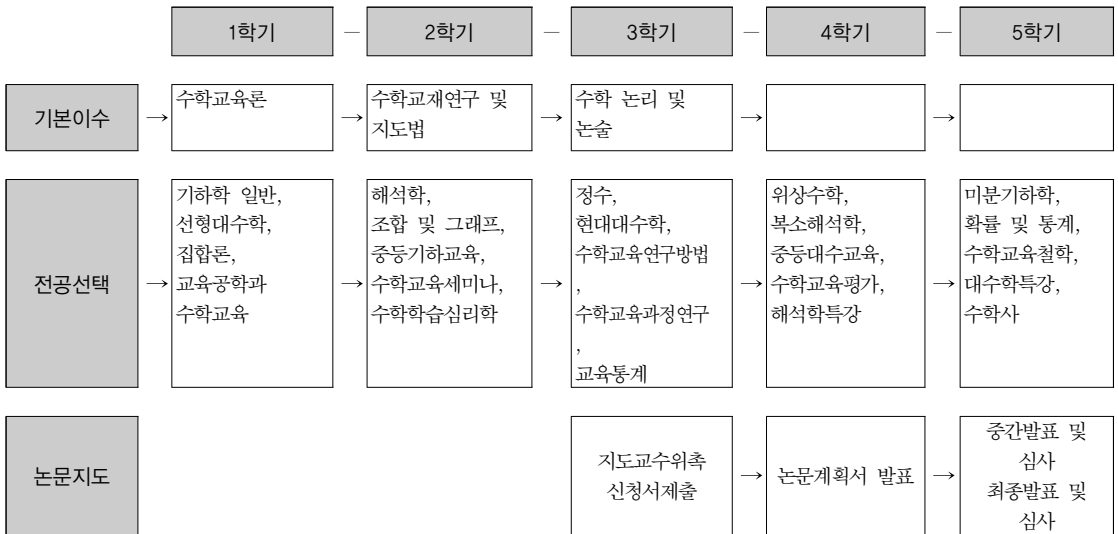 1학기 – 2학기 – 3학기 – 4학기 – 5학기
기본이수
→
수학교육론
→
수학교재연구 및
지도법
→
수학 논리 및
논술
→
→
전공선택
→
기하학 일반,
선형대수학,
집합론,
교육공학과
수학교육
→
해석학,
조합 및 그래프,
중등기하교육,
수학교육세미나,
수학학습심리학
→
정수,
현대대수학,
수학교육연구방법
,
수학교육과정연구
,
교육통계
→
위상수학,
복소해석학,
중등대수교육,
수학교육평가,
해석학특강
→
미분기하학,
확률 및 통계,
수학교육철학,
대수학특강,
수학사
논문지도
지도교수위촉
신청서제출
→
논문계획서 발표
→
중간발표 및
심사
최종발표 및
심사